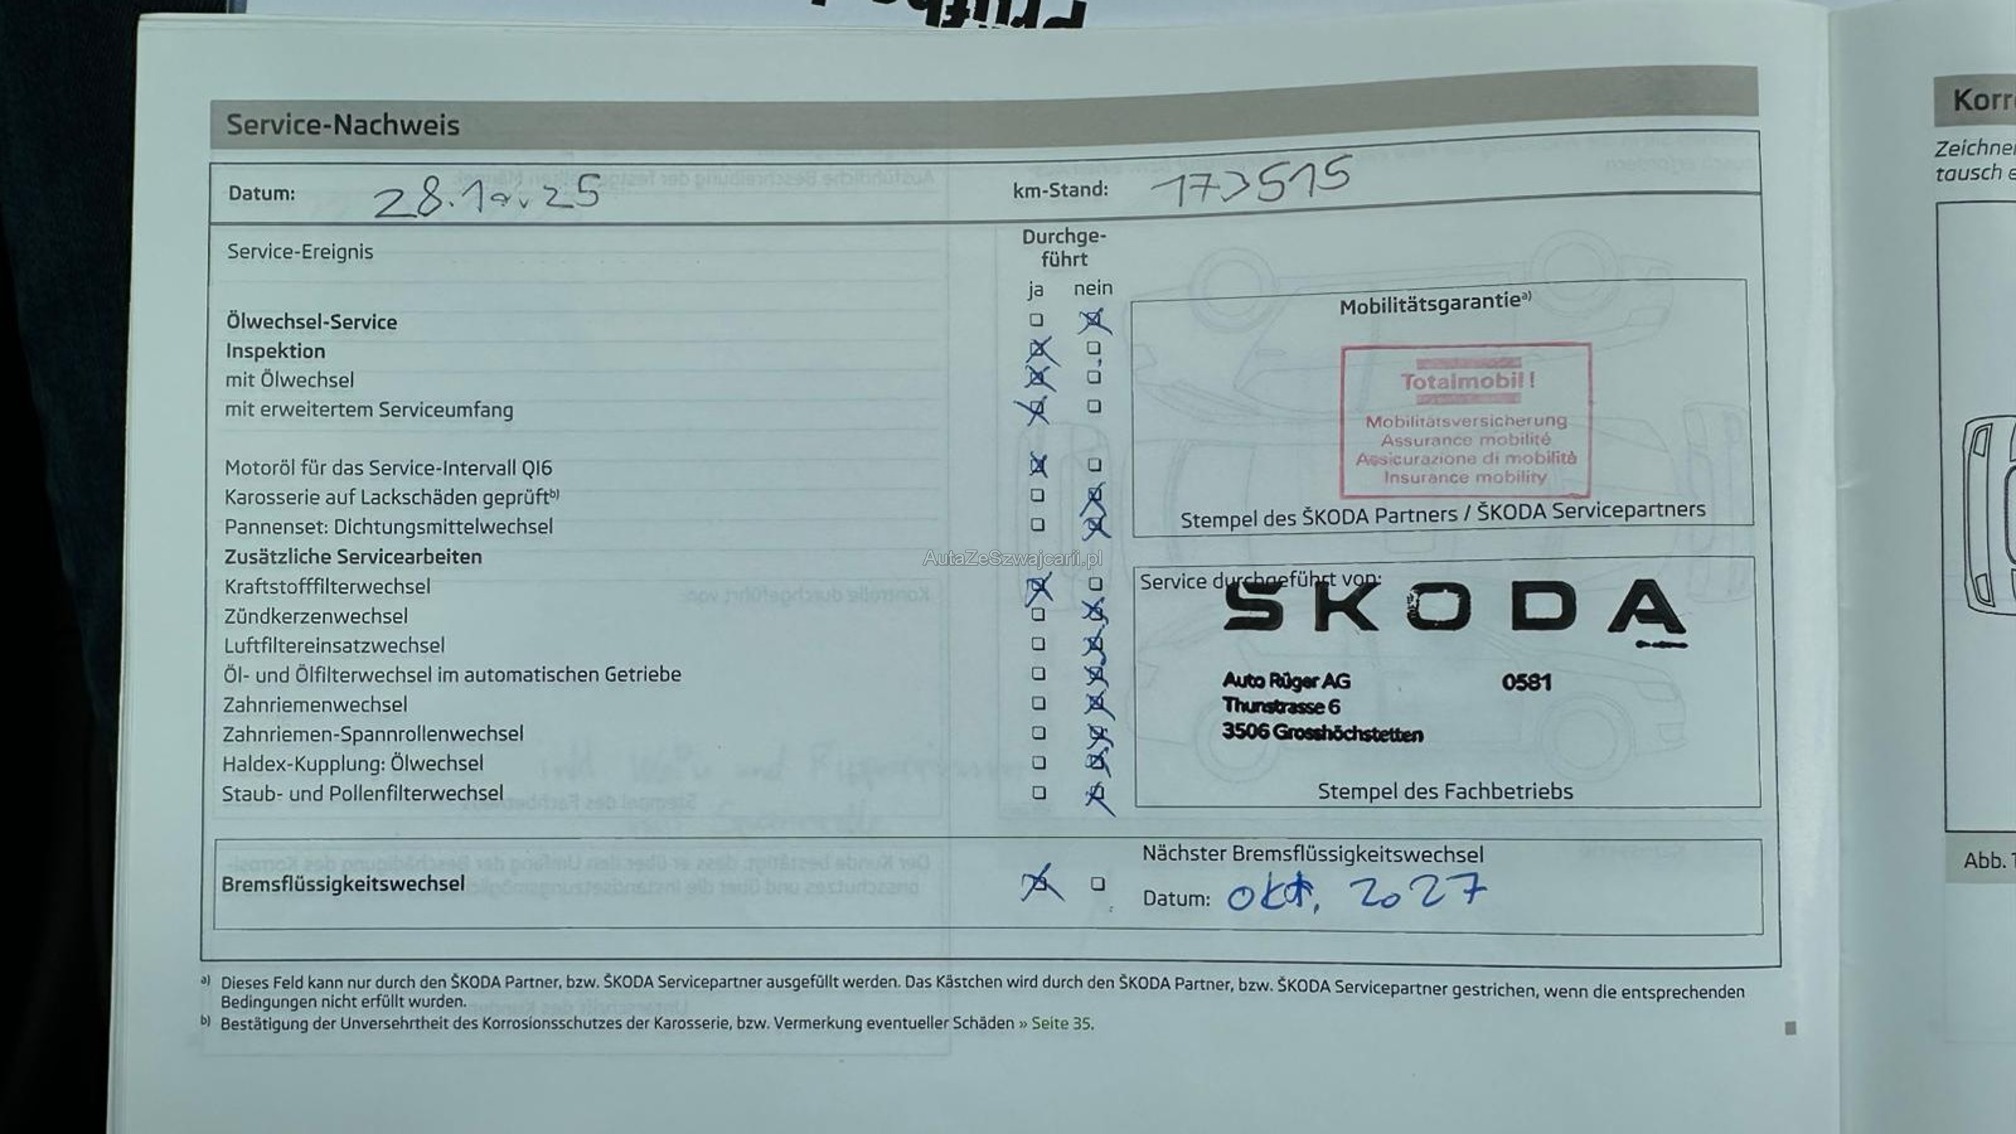 Service-Nachweis
Datum: 28.10.25 km-Stand: 173515
Service-Ereignis
Durchge-
führt
ja nein
Ölwechsel-Service
Inspektion
mit Ölwechsel
mit erweitertem Serviceumfang
Motoröl für das Service-Intervall QI6
Karosserie auf Lackschäden geprüft b)
Pannenset: Dichtungsmittelwechsel
Zusätzliche Servicearbeiten
Kraftstofffilterwechsel
Zündkerzenwechsel
Luftfiltereinsatzwechsel
Öl- und Ölfilterwechsel im automatischen Getriebe
Zahnriemenwechsel
Zahnriemen-Spannrollenwechsel
Haldex-Kupplung: Ölwechsel
Staub- und Pollenfilterwechsel
Mobilitätsgarantie a)
Totalmobil!
Mobilitätsversicherung
Assurance mobilité
Assicurazione di mobilità
Insurance mobility
Stempel des ŠKODA Partners / ŠKODA Servicepartners
Service durchgeführt von:
SKODA
Auto Rüger AG 0581
Thunstrasse 6
3506 Grosshöchstetten
Stempel des Fachbetriebs
Bremsflüssigkeitswechsel
Nächster Bremsflüssigkeitswechsel
Datum: Okt. 2027
a) Dieses Feld kann nur durch den ŠKODA Partner, bzw. ŠKODA Servicepartner ausgefüllt werden. Das Kästchen wird durch den ŠKODA Partner, bzw. ŠKODA Servicepartner gestrichen, wenn die entsprechenden
Bedingungen nicht erfüllt wurden.
b) Bestätigung der Unversehrtheit des Korrosionsschutzes der Karosserie, bzw. Vermerkung eventueller Schäden » Seite 35.
AutaZeSzwajcarii.pl
Korr
Zeichne
tausch e
Abb. 1